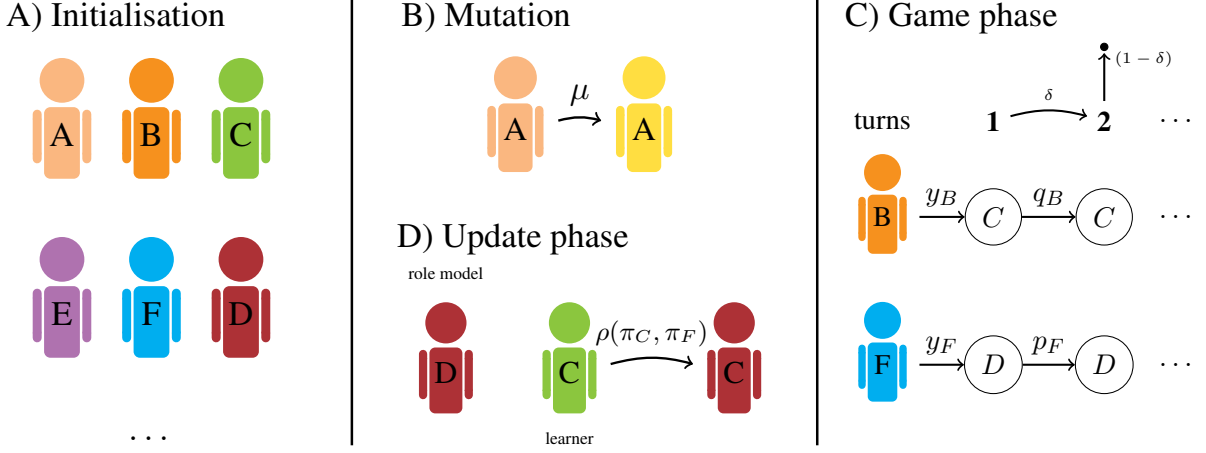 A) Initialisation
A B C
E F D
. . .
B) Mutation
A μ A
D) Update phase
role model
D C ρ(π_C, π_F) C
learner
C) Game phase
(1 − δ)
turns 1 δ 2 . . .
B y_B C q_B C . . .
F y_F D p_F D . . .